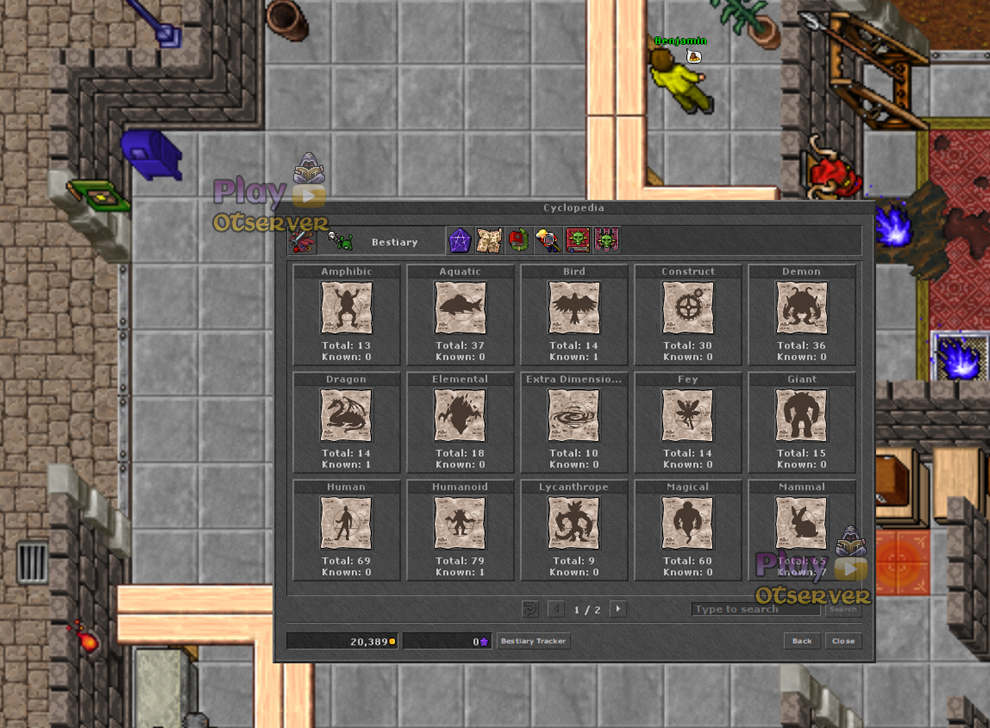 Benjamin
Play
Otserver
Cyclopedia
Bestiary
Amphibic
Total: 13
Known: 0
Aquatic
Total: 37
Known: 0
Bird
Total: 14
Known: 1
Construct
Total: 30
Known: 0
Demon
Total: 36
Known: 0
Dragon
Total: 14
Known: 1
Elemental
Total: 18
Known: 0
Extra Dimensio...
Total: 10
Known: 0
Fey
Total: 14
Known: 0
Giant
Total: 15
Known: 0
Human
Total: 69
Known: 0
Humanoid
Total: 79
Known: 1
Lycanthrope
Total: 9
Known: 0
Magical
Total: 60
Known: 0
Mammal
Total: 65
Known: 7
Play
Otserver
1 / 2
Type to search
Search
20,389
0
Bestiary Tracker
Back
Close